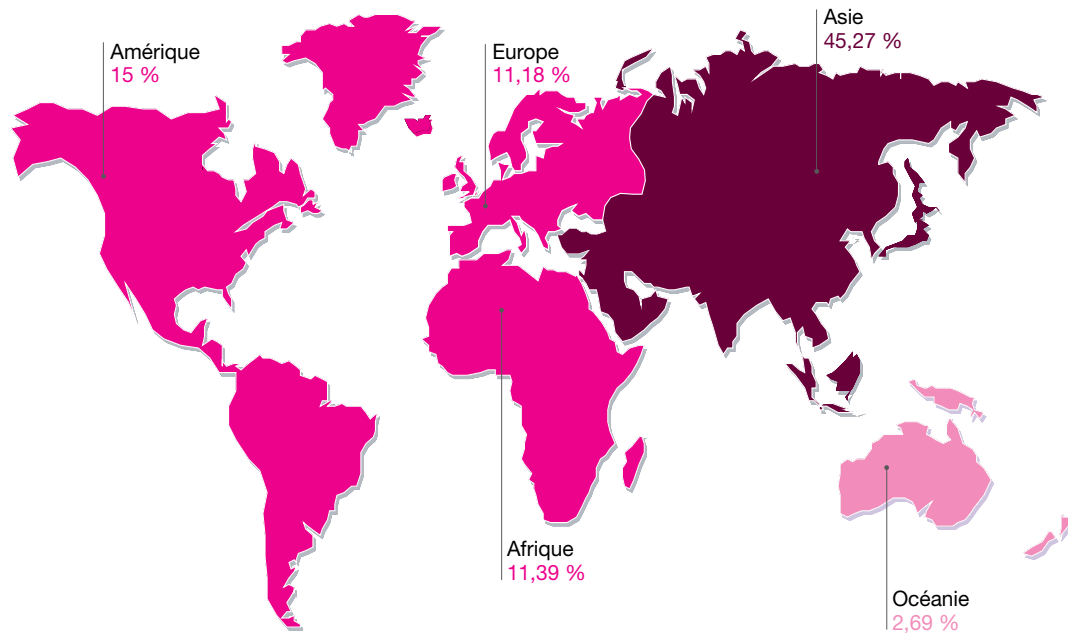 Amérique
15 %
Europe
11,18 %
Asie
45,27 %
Afrique
11,39 %
Océanie
2,69 %